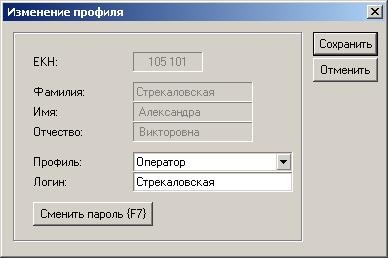 Изменение профиля
ЕКН: 105 101
Сохранить
Отменить
Фамилия: Стрекаловская
Имя: Александра
Отчество: Викторовна
Профиль: Оператор
Логин: Стрекаловская
Сменить пароль {F7}